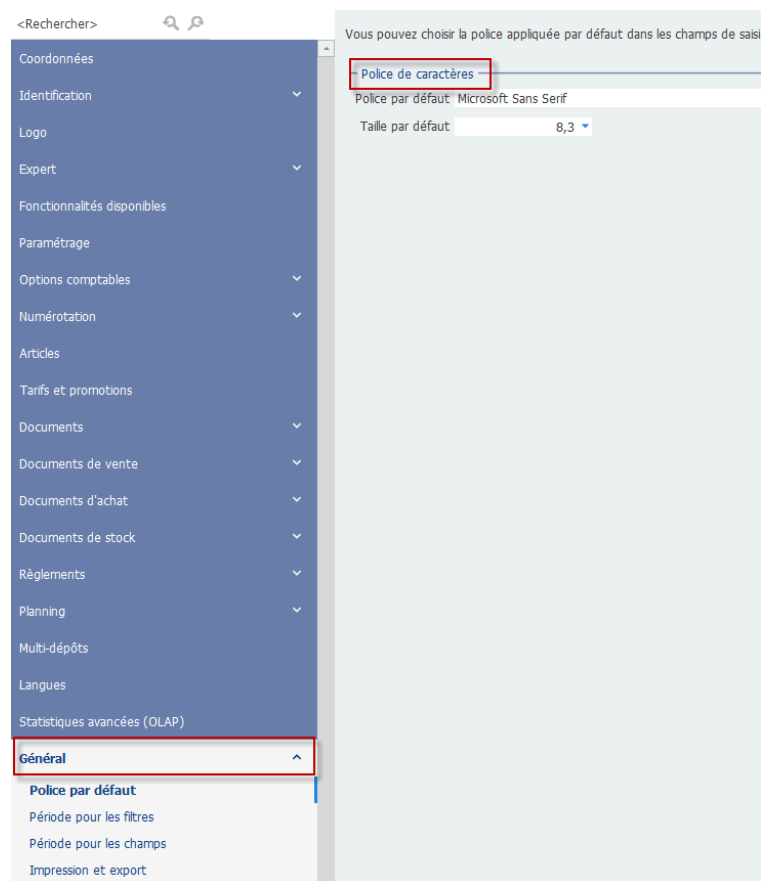 <Rechercher>
Coordonnées
Identification
Logo
Expert
Fonctionnalités disponibles
Paramétrage
Options comptables
Numérotation
Articles
Tarifs et promotions
Documents
Documents de vente
Documents d'achat
Documents de stock
Règlements
Planning
Multi-dépôts
Langues
Statistiques avancées (OLAP)
Général
Police par défaut
Période pour les filtres
Période pour les champs
Impression et export
Vous pouvez choisir la police appliquée par défaut dans les champs de saisi
Police de caractères
Police par défaut Microsoft Sans Serif
Taille par défaut 8,3